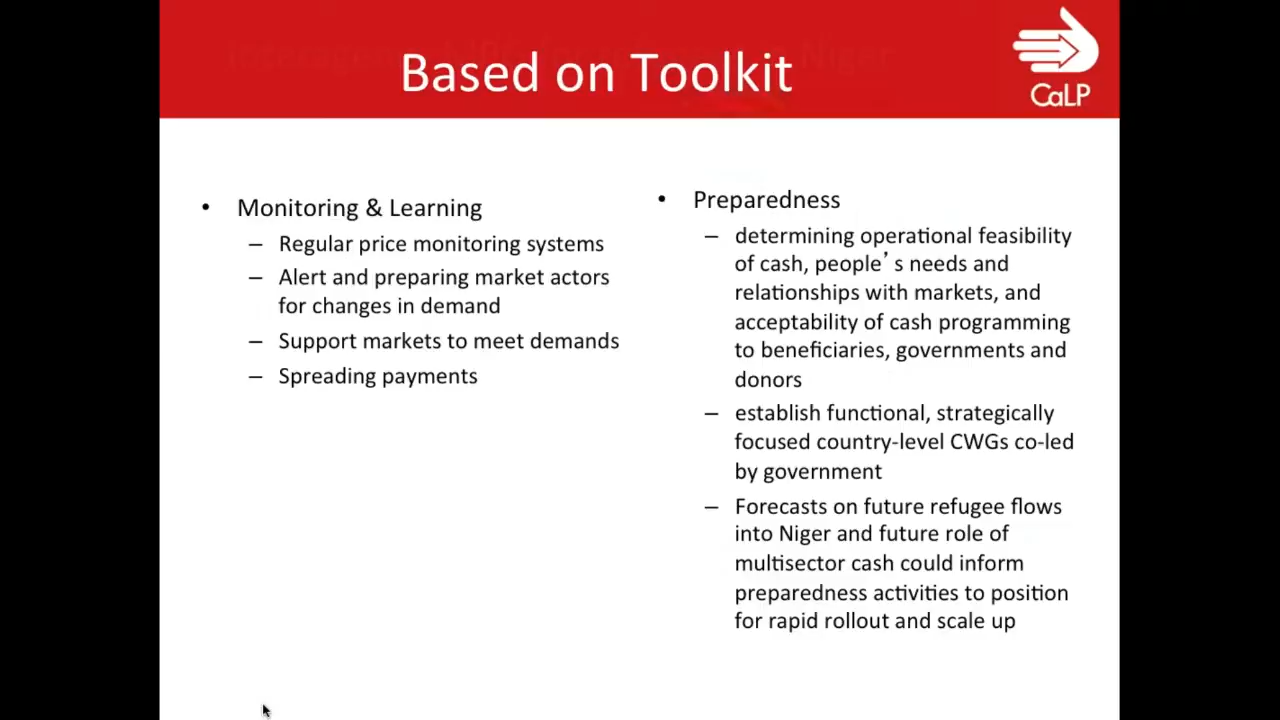 Based on Toolkit
CaLP
• Monitoring & Learning
– Regular price monitoring systems
– Alert and preparing market actors
for changes in demand
– Support markets to meet demands
– Spreading payments
• Preparedness
– determining operational feasibility
of cash, people’s needs and
relationships with markets, and
acceptability of cash programming
to beneficiaries, governments and
donors
– establish functional, strategically
focused country-level CWGs co-led
by government
– Forecasts on future refugee flows
into Niger and future role of
multisector cash could inform
preparedness activities to position
for rapid rollout and scale up